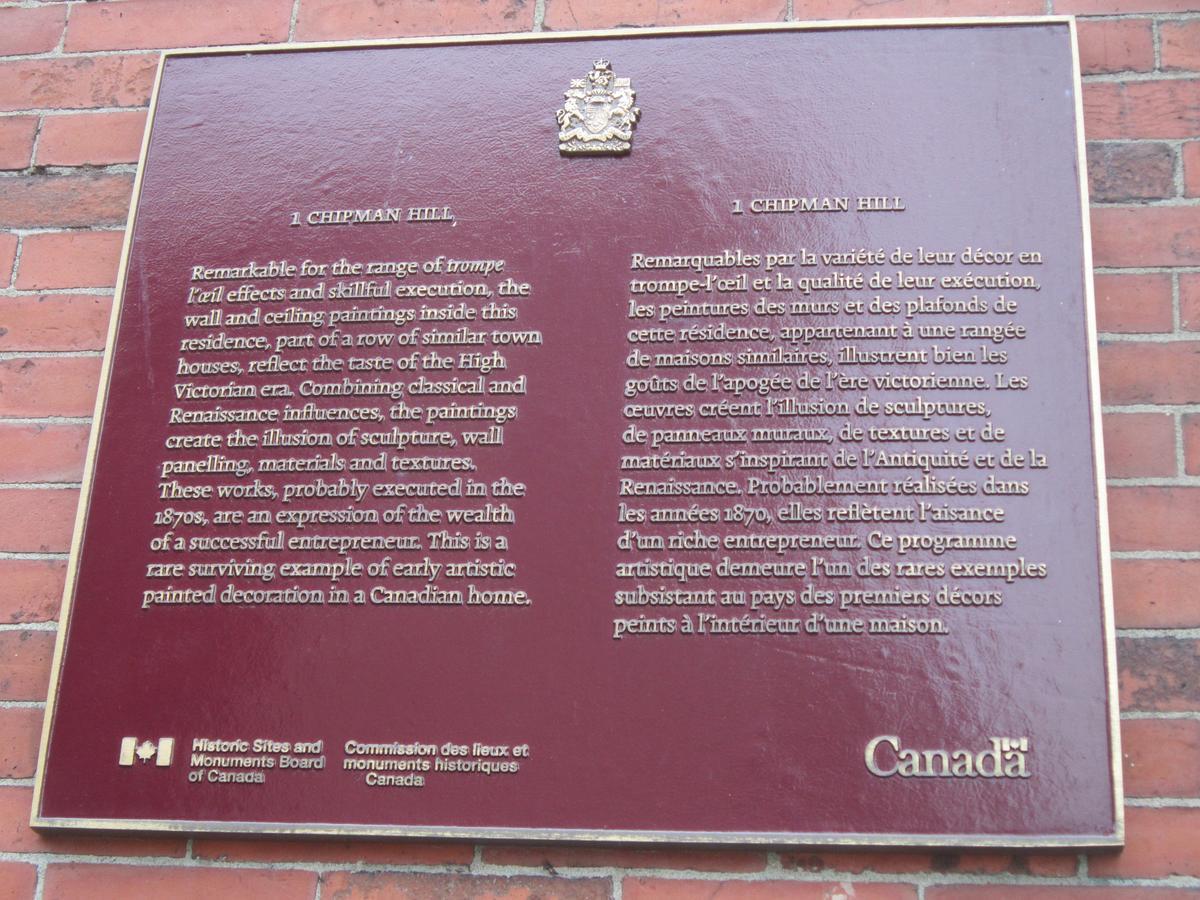 1 CHIPMAN HILL
Remarkable for the range of trompe
l'œil effects and skillful execution, the
wall and ceiling paintings inside this
residence, part of a row of similar town
houses, reflect the taste of the High
Victorian era. Combining classical and
Renaissance influences, the paintings
create the illusion of sculpture, wall
panelling, materials and textures.
These works, probably executed in the
1870s, are an expression of the wealth
of a successful entrepreneur. This is a
rare surviving example of early artistic
painted decoration in a Canadian home.
1 CHIPMAN HILL
Remarquables par la variété de leur décor en
trompe-l'œil et la qualité de leur exécution,
les peintures des murs et des plafonds de
cette résidence, appartenant à une rangée
de maisons similaires, illustrent bien les
goûts de l'apogée de l'ère victorienne. Les
œuvres créent l'illusion de sculptures,
de panneaux muraux, de textures et de
matériaux s'inspirant de l'Antiquité et de la
Renaissance. Probablement réalisées dans
les années 1870, elles reflètent l'aisance
d'un riche entrepreneur. Ce programme
artistique demeure l'un des rares exemples
subsistant au pays des premiers décors
peints à l'intérieur d'une maison.
Historic Sites and
Monuments Board
of Canada
Commission des lieux et
monuments historiques
Canada
Canada